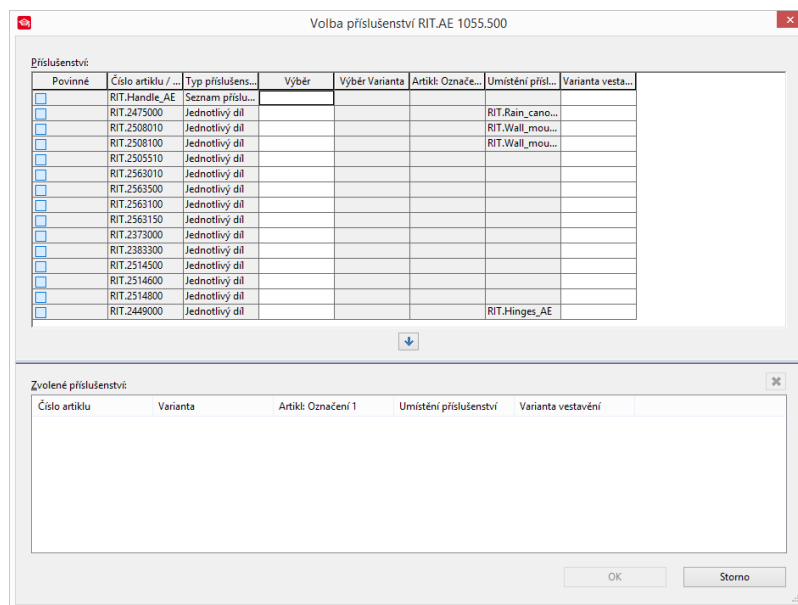 Volba příslušenství RIT.AE 1055.500
Příslušenství:
Povinné Číslo artiklu / ... Typ příslušens... Výběr Výběr Varianta Artikl: Označe... Umístění přísl... Varianta vesta...
RIT.Handle_AE Seznam příslu...
RIT.2475000 Jednotlivý díl RIT.Rain_cano...
RIT.2508010 Jednotlivý díl RIT.Wall_mou...
RIT.2508100 Jednotlivý díl RIT.Wall_mou...
RIT.2505510 Jednotlivý díl
RIT.2563010 Jednotlivý díl
RIT.2563500 Jednotlivý díl
RIT.2563100 Jednotlivý díl
RIT.2563150 Jednotlivý díl
RIT.2373000 Jednotlivý díl
RIT.2383300 Jednotlivý díl
RIT.2514500 Jednotlivý díl
RIT.2514600 Jednotlivý díl
RIT.2514800 Jednotlivý díl
RIT.2449000 Jednotlivý díl RIT.Hinges_AE
Zvolené příslušenství:
Číslo artiklu Varianta Artikl: Označení 1 Umístění příslušenství Varianta vestavění
OK Storno